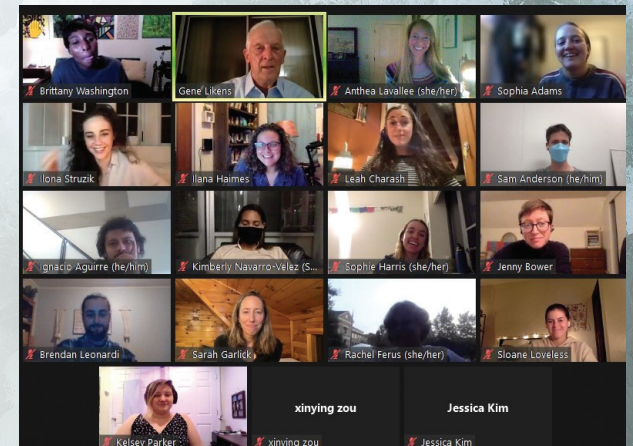 Brittany Washington
Gene Likens
Anthea Lavallee (she/her)
Sophia Adams
Ilona Struzik
Ilana Haimes
Leah Charash
Sam Anderson (he/him)
Ignacio Aguirre (he/him)
Kimberly Navarro-Velez (S...
Sophie Harris (she/her)
Jenny Bower
Brendan Leonardi
Sarah Garlick
Rachel Ferus (she/her)
Sloane Loveless
Kelsey Parker
xinying zou
xinying zou
Jessica Kim
Jessica Kim